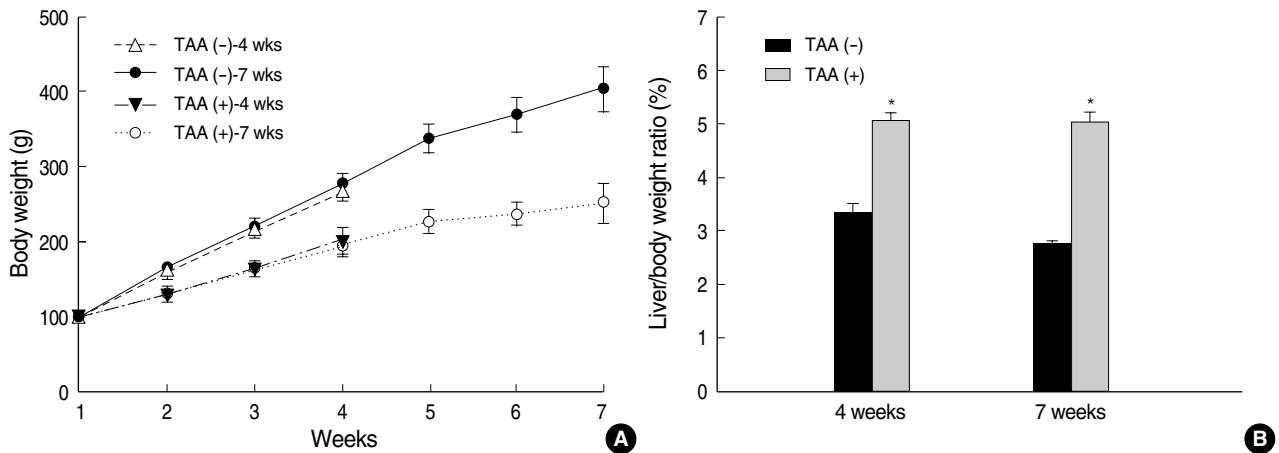 500
400
300
200
100
0
Body weight (g)
TAA (–)-4 wks
TAA (–)-7 wks
TAA (+)-4 wks
TAA (+)-7 wks
1 2 3 4 5 6 7
Weeks
A
7
6
5
4
3
2
1
0
Liver/body weight ratio (%)
TAA (–)
TAA (+)
* *
4 weeks 7 weeks
B